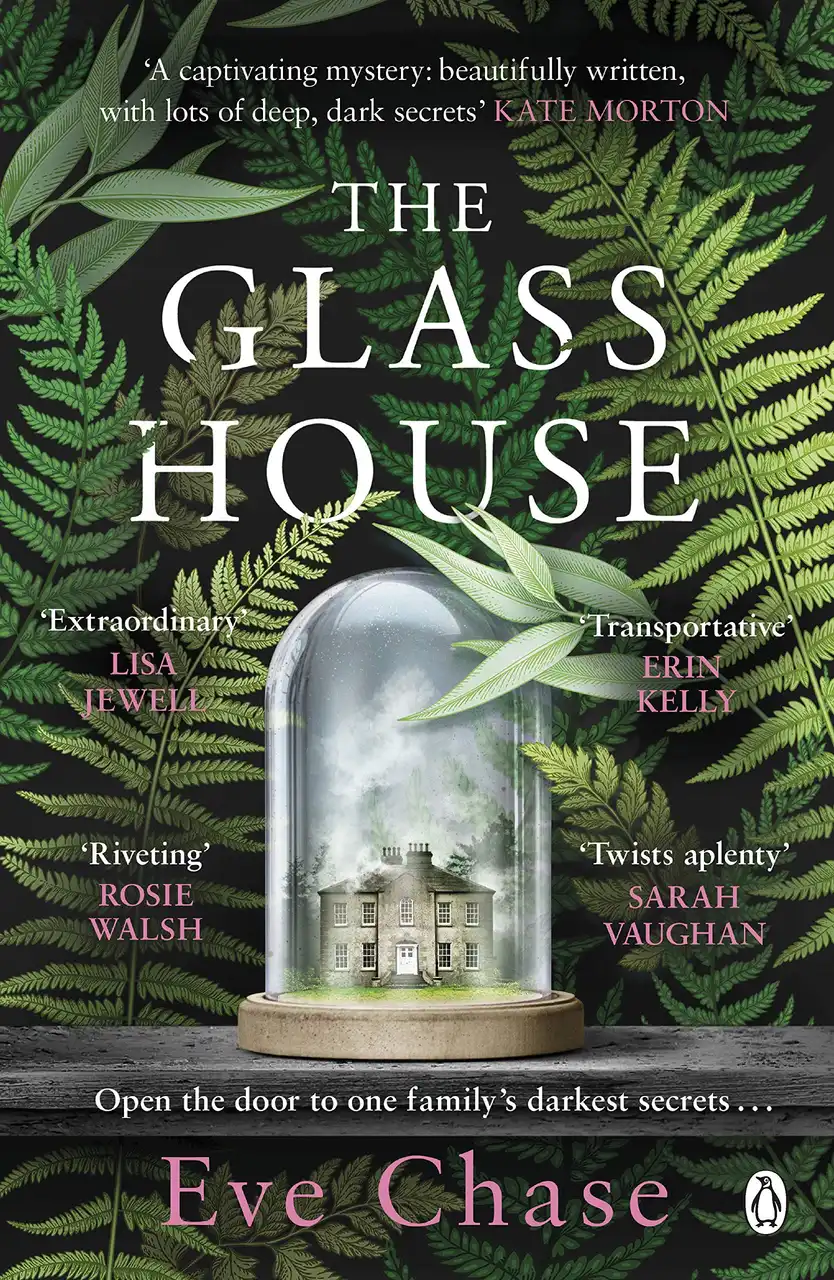 ‘A captivating mystery: beautifully written,
with lots of deep, dark secrets’ KATE MORTON
THE
GLASS
HOUSE
‘Extraordinary’
LISA
JEWELL
‘Transportative’
ERIN
KELLY
‘Riveting’
ROSIE
WALSH
‘Twists aplenty’
SARAH
VAUGHAN
Open the door to one family’s darkest secrets . . .
Eve Chase